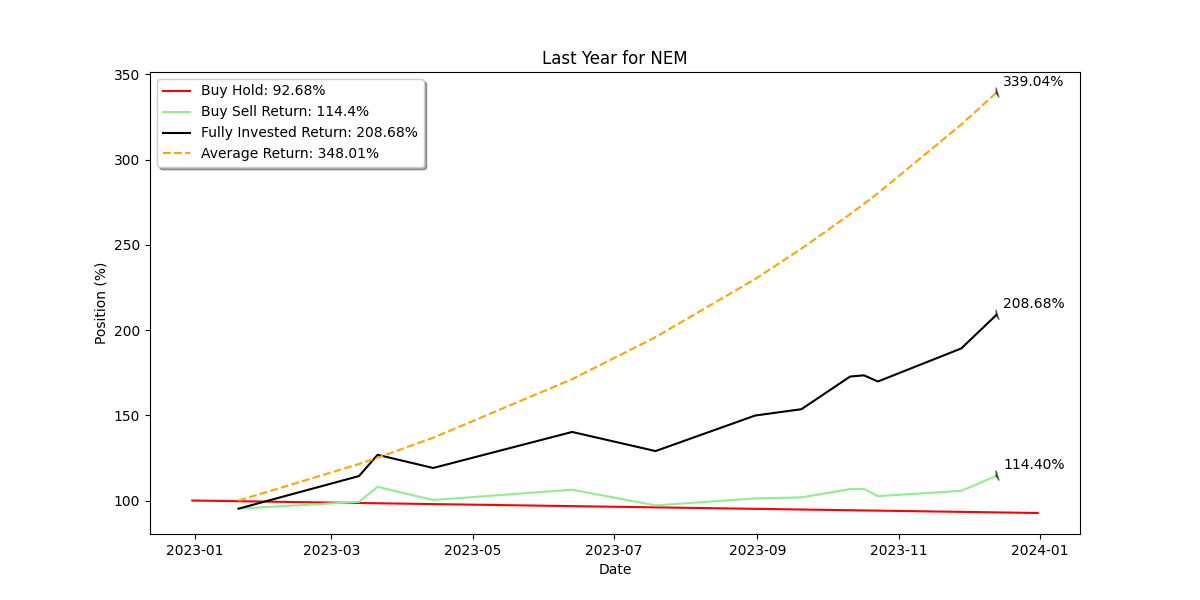 Last Year for NEM
350
300
250
200
150
100
Position (%)
Buy Hold: 92.68%
Buy Sell Return: 114.4%
Fully Invested Return: 208.68%
Average Return: 348.01%
339.04%
208.68%
114.40%
2023-01
2023-03
2023-05
2023-07
2023-09
2023-11
2024-01
Date